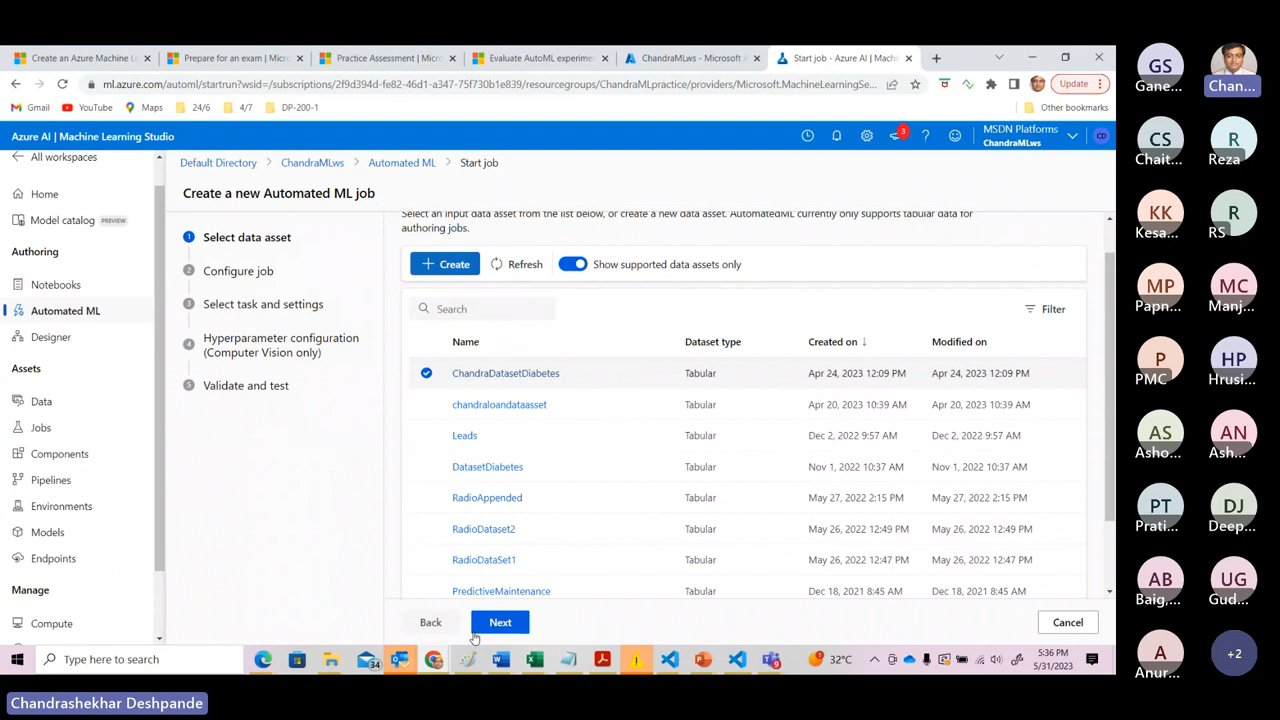 Create an Azure Machine L
Prepare for an exam | Micr
Practice Assessment | Micro
Evaluate AutoML experimer
ChandraMLws - Microsoft A
Start job - Azure AI | Machin
ml.azure.com/automl/startrun?wsid=/subscriptions/2f9d394d-fe82-46d1-a347-75f730b1e839/resourcegroups/ChandraMLpractice/providers/Microsoft.MachineLearningSe...
Update
Gmail
YouTube
Maps
24/6
4/7
DP-200-1
Other bookmarks
Azure AI | Machine Learning Studio
3
MSDN Platforms
ChandraMLws
CD
All workspaces
Home
Model catalog PREVIEW
Authoring
Notebooks
Automated ML
Designer
Assets
Data
Jobs
Components
Pipelines
Environments
Models
Endpoints
Manage
Compute
Default Directory > ChandraMLws > Automated ML > Start job
Create a new Automated ML job
1 Select data asset
2 Configure job
3 Select task and settings
4 Hyperparameter configuration
(Computer Vision only)
5 Validate and test
Select an input data asset from the list below, or create a new data asset. AutomatedML currently only supports tabular data for
authoring jobs.
+ Create
Refresh
Show supported data assets only
Search
Filter
Name Dataset type Created on ↓ Modified on
ChandraDatasetDiabetes Tabular Apr 24, 2023 12:09 PM Apr 24, 2023 12:09 PM
chandraloandataasset Tabular Apr 20, 2023 10:39 AM Apr 20, 2023 10:39 AM
Leads Tabular Dec 2, 2022 9:57 AM Dec 2, 2022 9:57 AM
DatasetDiabetes Tabular Nov 1, 2022 10:37 AM Nov 1, 2022 10:37 AM
RadioAppended Tabular May 27, 2022 2:15 PM May 27, 2022 2:15 PM
RadioDataset2 Tabular May 26, 2022 12:49 PM May 26, 2022 12:49 PM
RadioDataSet1 Tabular May 26, 2022 12:47 PM May 26, 2022 12:47 PM
PredictiveMaintenance Tabular Dec 18, 2021 8:45 AM Dec 18, 2021 8:45 AM
Back
Next
Cancel
Type here to search
34
9
32°C
5:36 PM
5/31/2023
Chandrashekhar Deshpande
GS
Gane...
Chan...
CS
Chait...
R
Reza
KK
Kesa...
R
RS
MP
Papn...
MC
Manj...
P
PMC
HP
Hrusi...
AS
Asho...
AN
Ash...
PT
Prati...
DJ
Deep...
AB
Baig,...
UG
Gud...
A
Anur...
+2